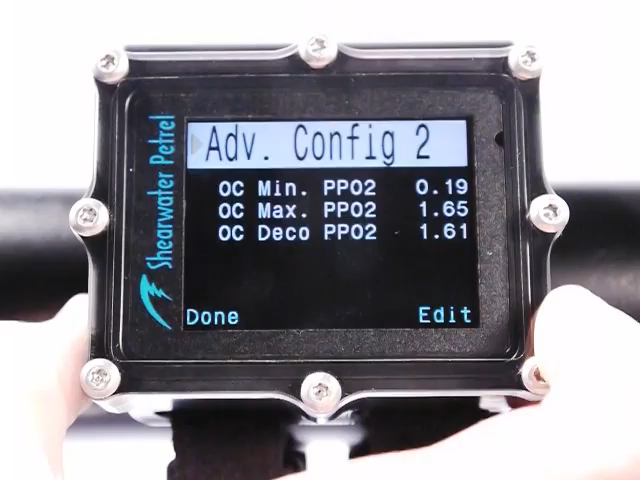 Shearwater Petrel
Adv. Config 2
OC Min. PPO2 0.19
OC Max. PPO2 1.65
OC Deco PPO2 1.61
Done Edit